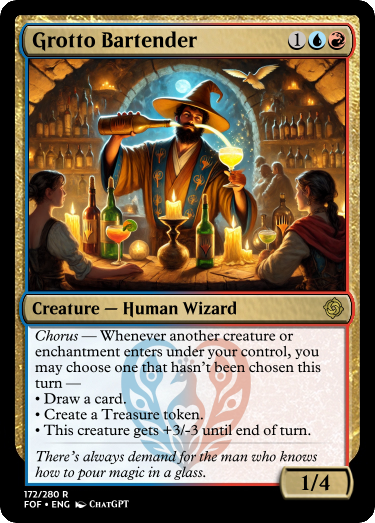 Grotto Bartender 1
Creature — Human Wizard
Chorus — Whenever another creature or
enchantment enters under your control, you
may choose one that hasn't been chosen this
turn —
• Draw a card.
• Create a Treasure token.
• This creature gets +3/-3 until end of turn.
There's always demand for the man who knows
how to pour magic in a glass.
1/4
172/280 R
FOF • ENG ChatGPT